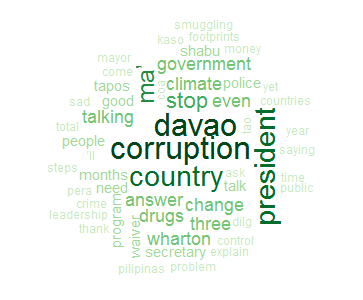 smuggling
kaso footprints
mayor shabu money
come government
ma' coa
tapos climate police yet
sad good stop even countries
talking
total davao tao year
people corruption president saying
'll
steps months country ask time
pera need answer talk public
crime programs drugs change
leadership three dilg
thank waiver wharton control
secretary explain
pilipinas problem